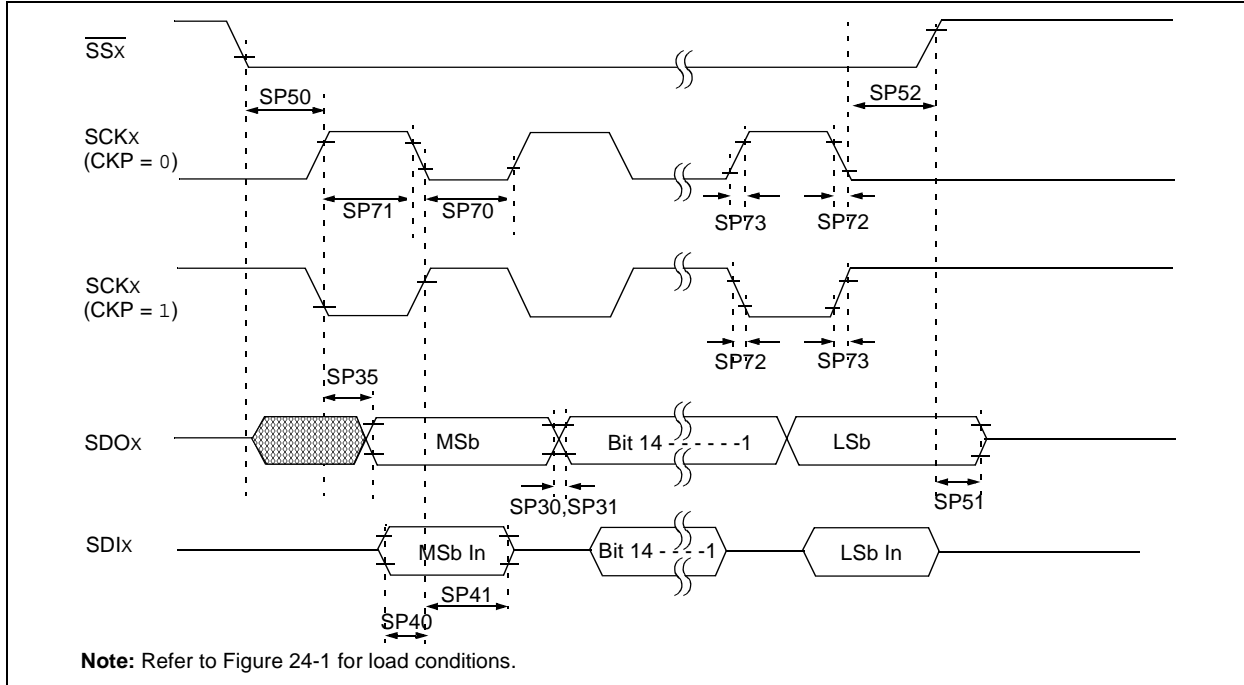 SSX
SP50
SP52
SCKX
(CKP = 0)
SP71
SP70
SP73
SP72
SCKX
(CKP = 1)
SP72
SP73
SP35
SDOX
MSb
Bit 14 - - - - - -1
LSb
SP30,SP31
SP51
SDIX
MSb In
Bit 14 - - - -1
LSb In
SP41
SP40
Note: Refer to Figure 24-1 for load conditions.